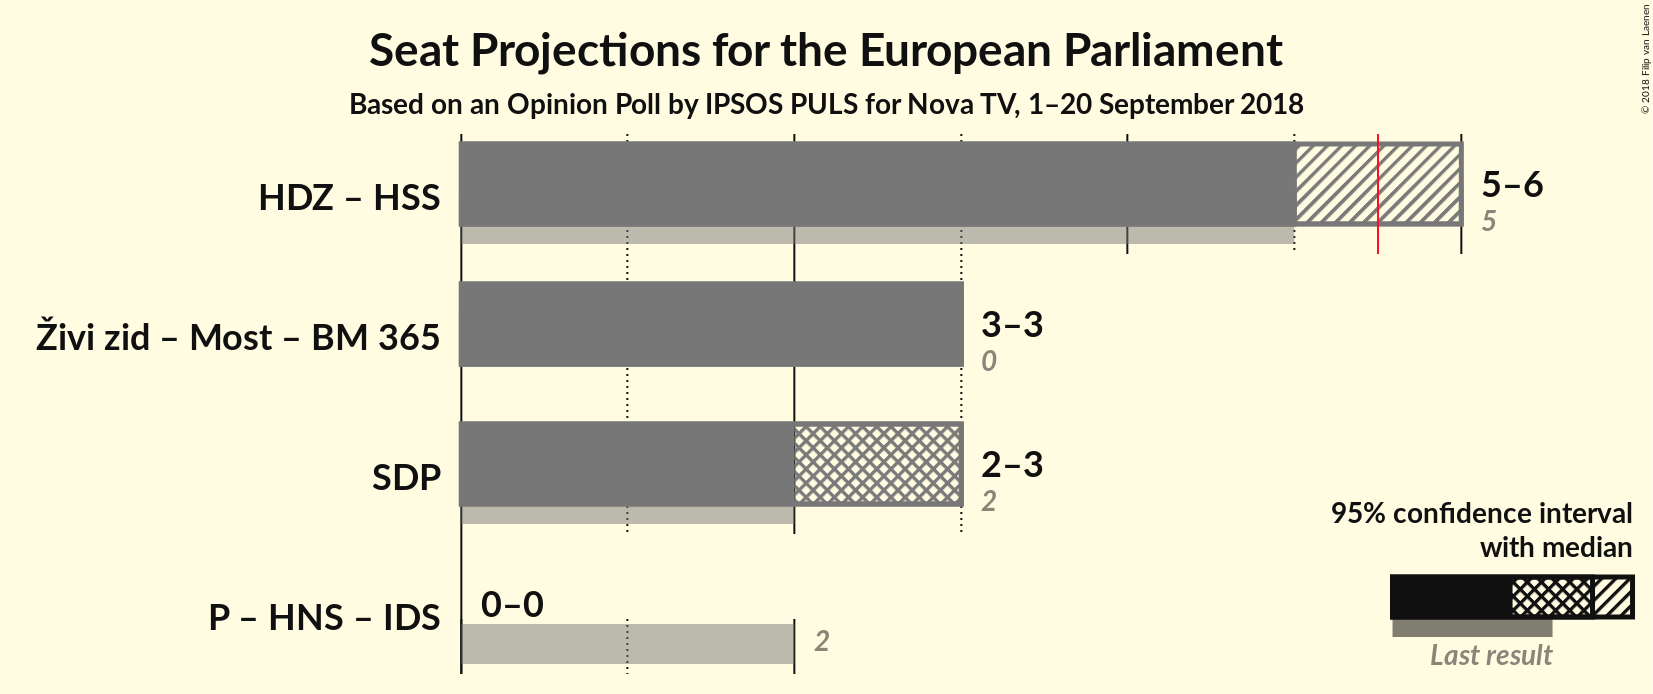 Seat Projections for the European Parliament
Based on an Opinion Poll by IPSOS PULS for Nova TV, 1–20 September 2018
© 2018 Filip van Laenen
HDZ – HSS
5–6
5
Živi zid – Most – BM 365
3–3
0
SDP
2–3
2
P – HNS – IDS
0–0
2
95% confidence interval
with median
Last result